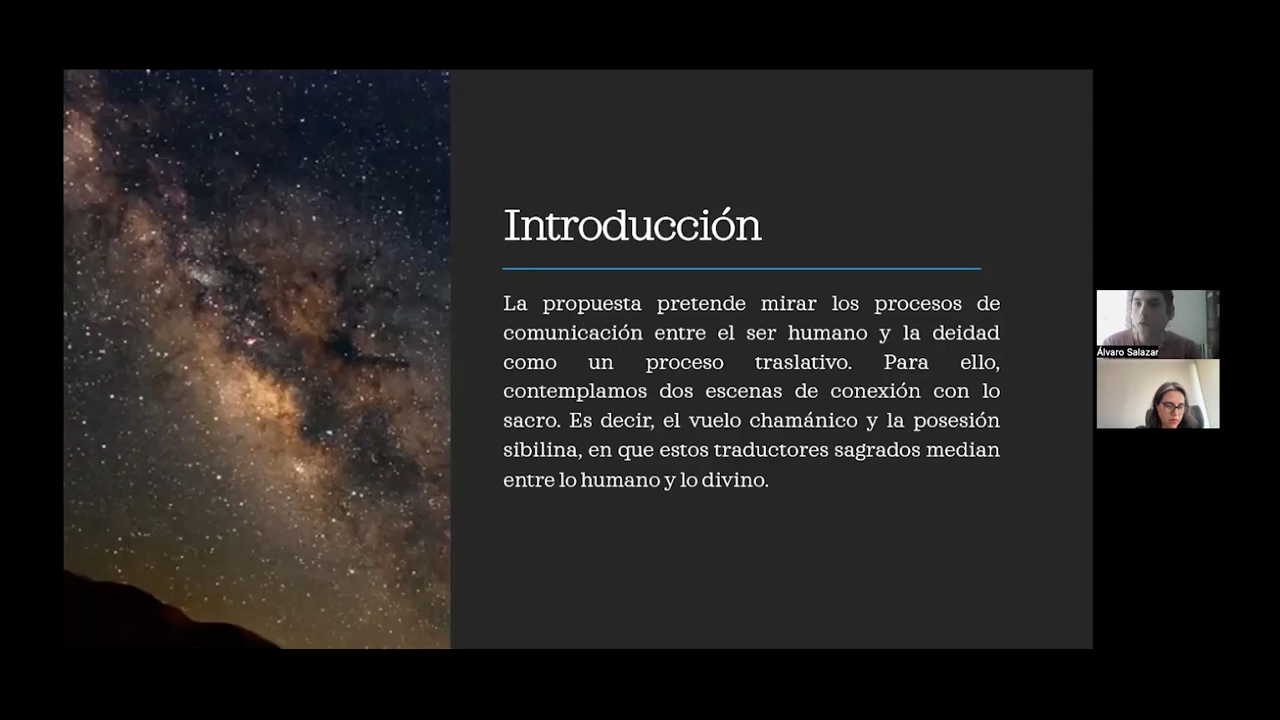 Introducción
La propuesta pretende mirar los procesos de
comunicación entre el ser humano y la deidad
como un proceso traslativo. Para ello,
contemplamos dos escenas de conexión con lo
sacro. Es decir, el vuelo chamánico y la posesión
sibilina, en que estos traductores sagrados median
entre lo humano y lo divino.
Álvaro Salazar